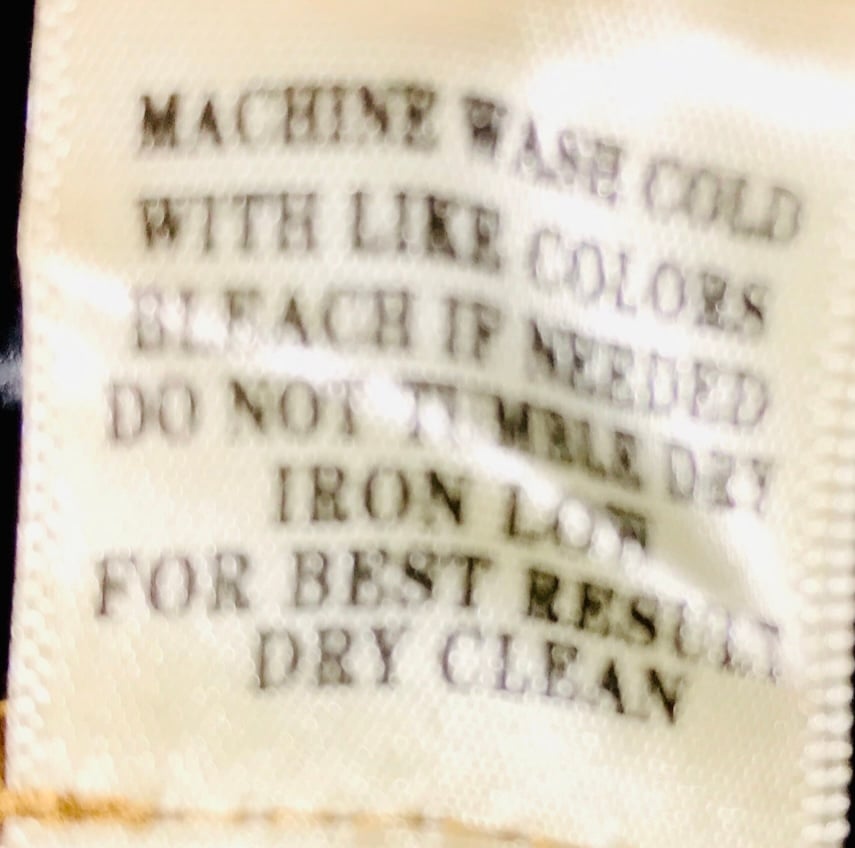 MACHINE WASE COLD
WITH LIKE COLORS
BLEACH IF NEEDED
DO NOT TUMBLE DRY
IRON LOW
FOR BEST RESULT
DRY CLEAN